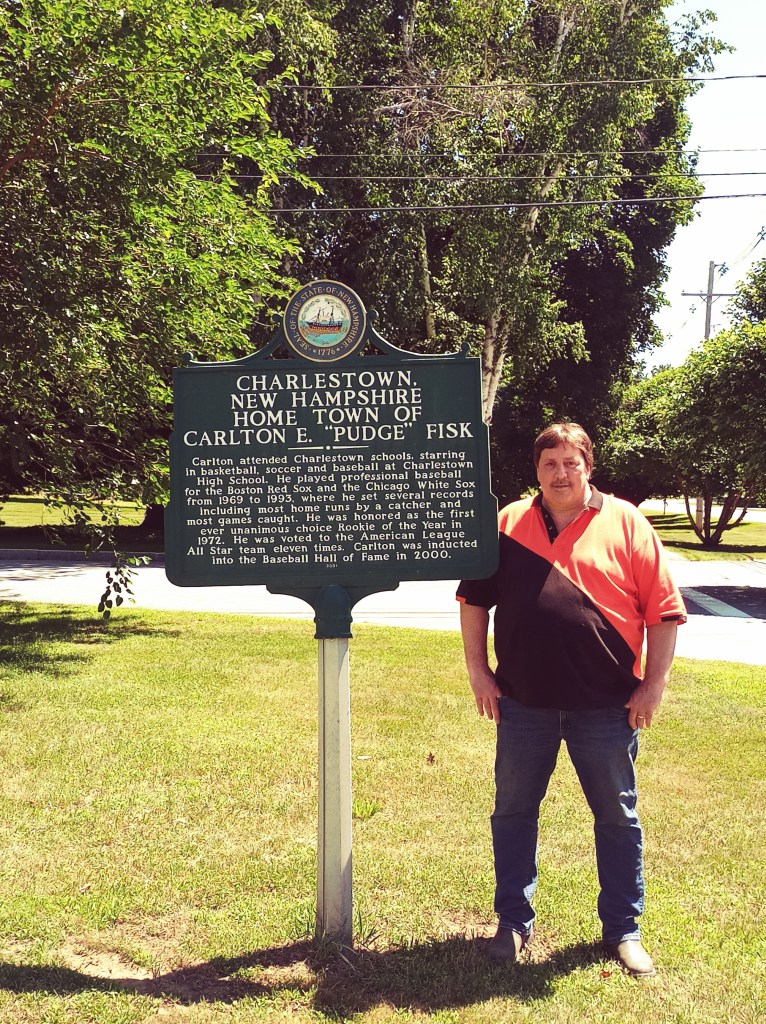 SEAL · OF · THE · STATE · OF · NEW HAMPSHIRE
· 1776 ·
CHARLESTOWN,
NEW HAMPSHIRE
HOME TOWN OF
CARLTON E. "PUDGE" FISK
Carlton attended Charlestown schools, starring
in basketball, soccer and baseball at Charlestown
High School. He played professional baseball
for the Boston Red Sox and the Chicago White Sox
from 1969 to 1993, where he set several records
including most home runs by a catcher and
most games caught. He was honored as the first
ever unanimous choice Rookie of the Year in
1972. He was voted to the American League
All Star team eleven times. Carlton was inducted
into the Baseball Hall of Fame in 2000.
2001